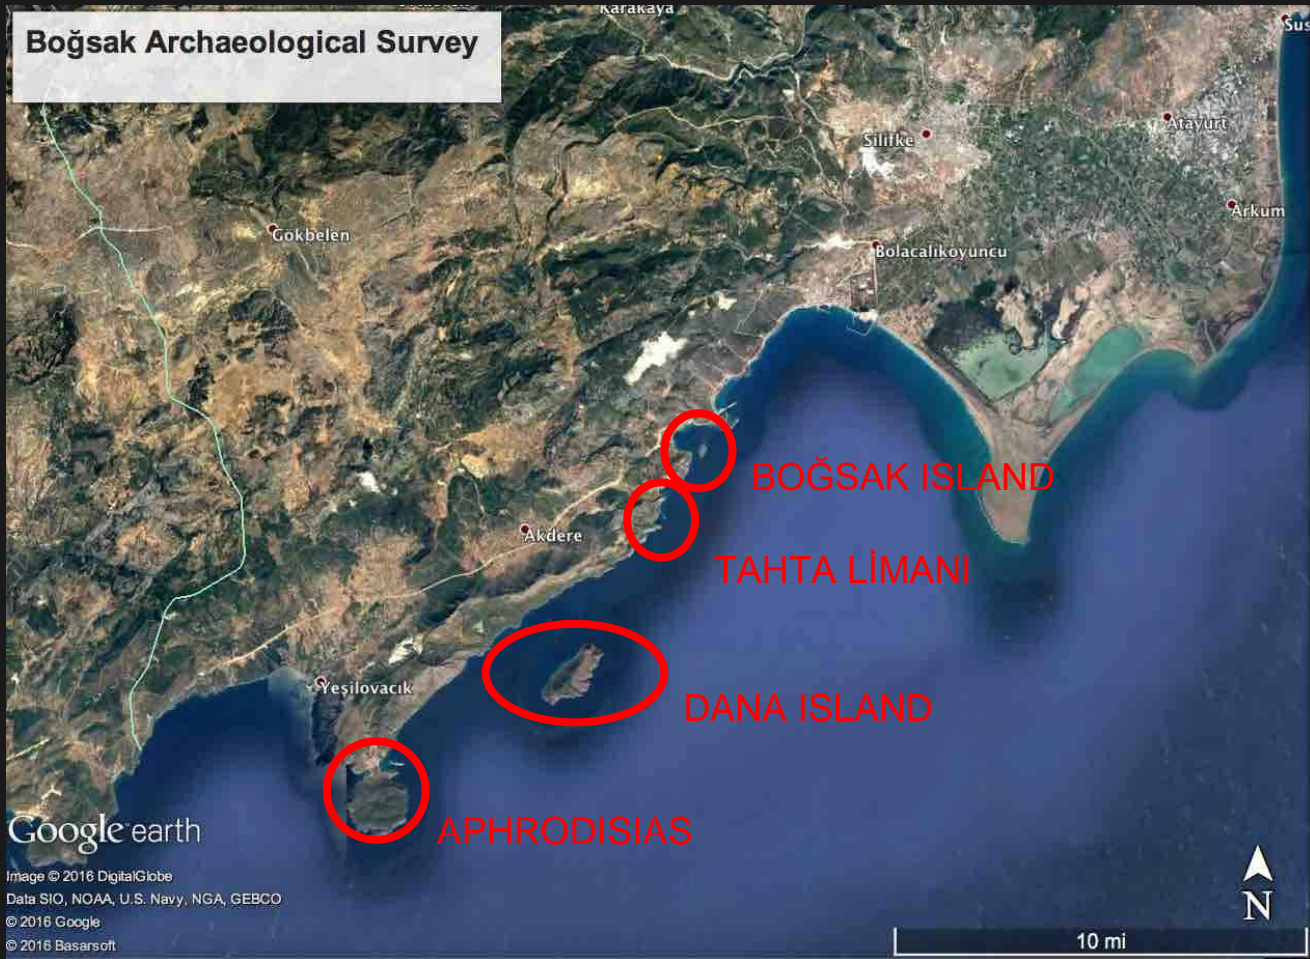 Karakaya
Boğsak Archaeological Survey
Sus
Atayurt
Silifke
Arkum
Gökbelen
Bolacalıkoyuncu
BOĞSAK ISLAND
Akdere
TAHTA LİMANI
Yeşilovacık
DANA ISLAND
APHRODISIAS
Google earth
Image © 2016 DigitalGlobe
Data SIO, NOAA, U.S. Navy, NGA, GEBCO
© 2016 Google
© 2016 Basarsoft
N
10 mi